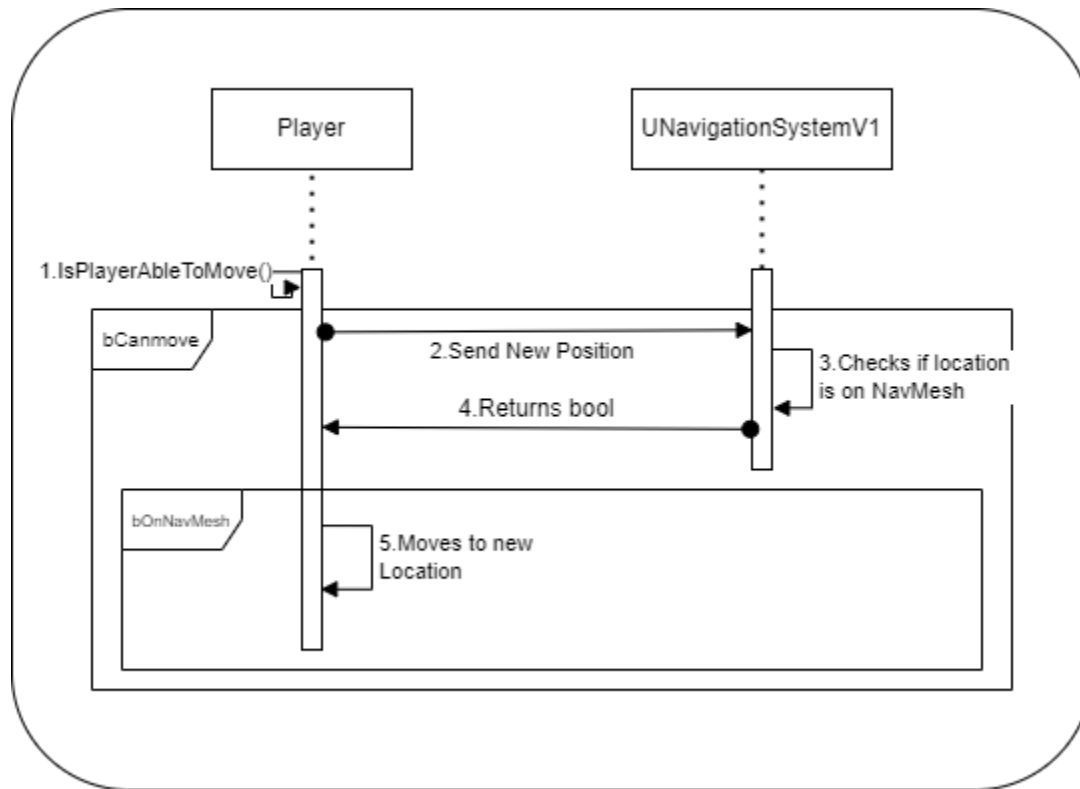 Player
UNavigationSystemV1
1.IsPlayerAbleToMove()
bCanmove
2.Send New Position
3.Checks if location
is on NavMesh
4.Returns bool
bOnNavMesh
5.Moves to new
Location